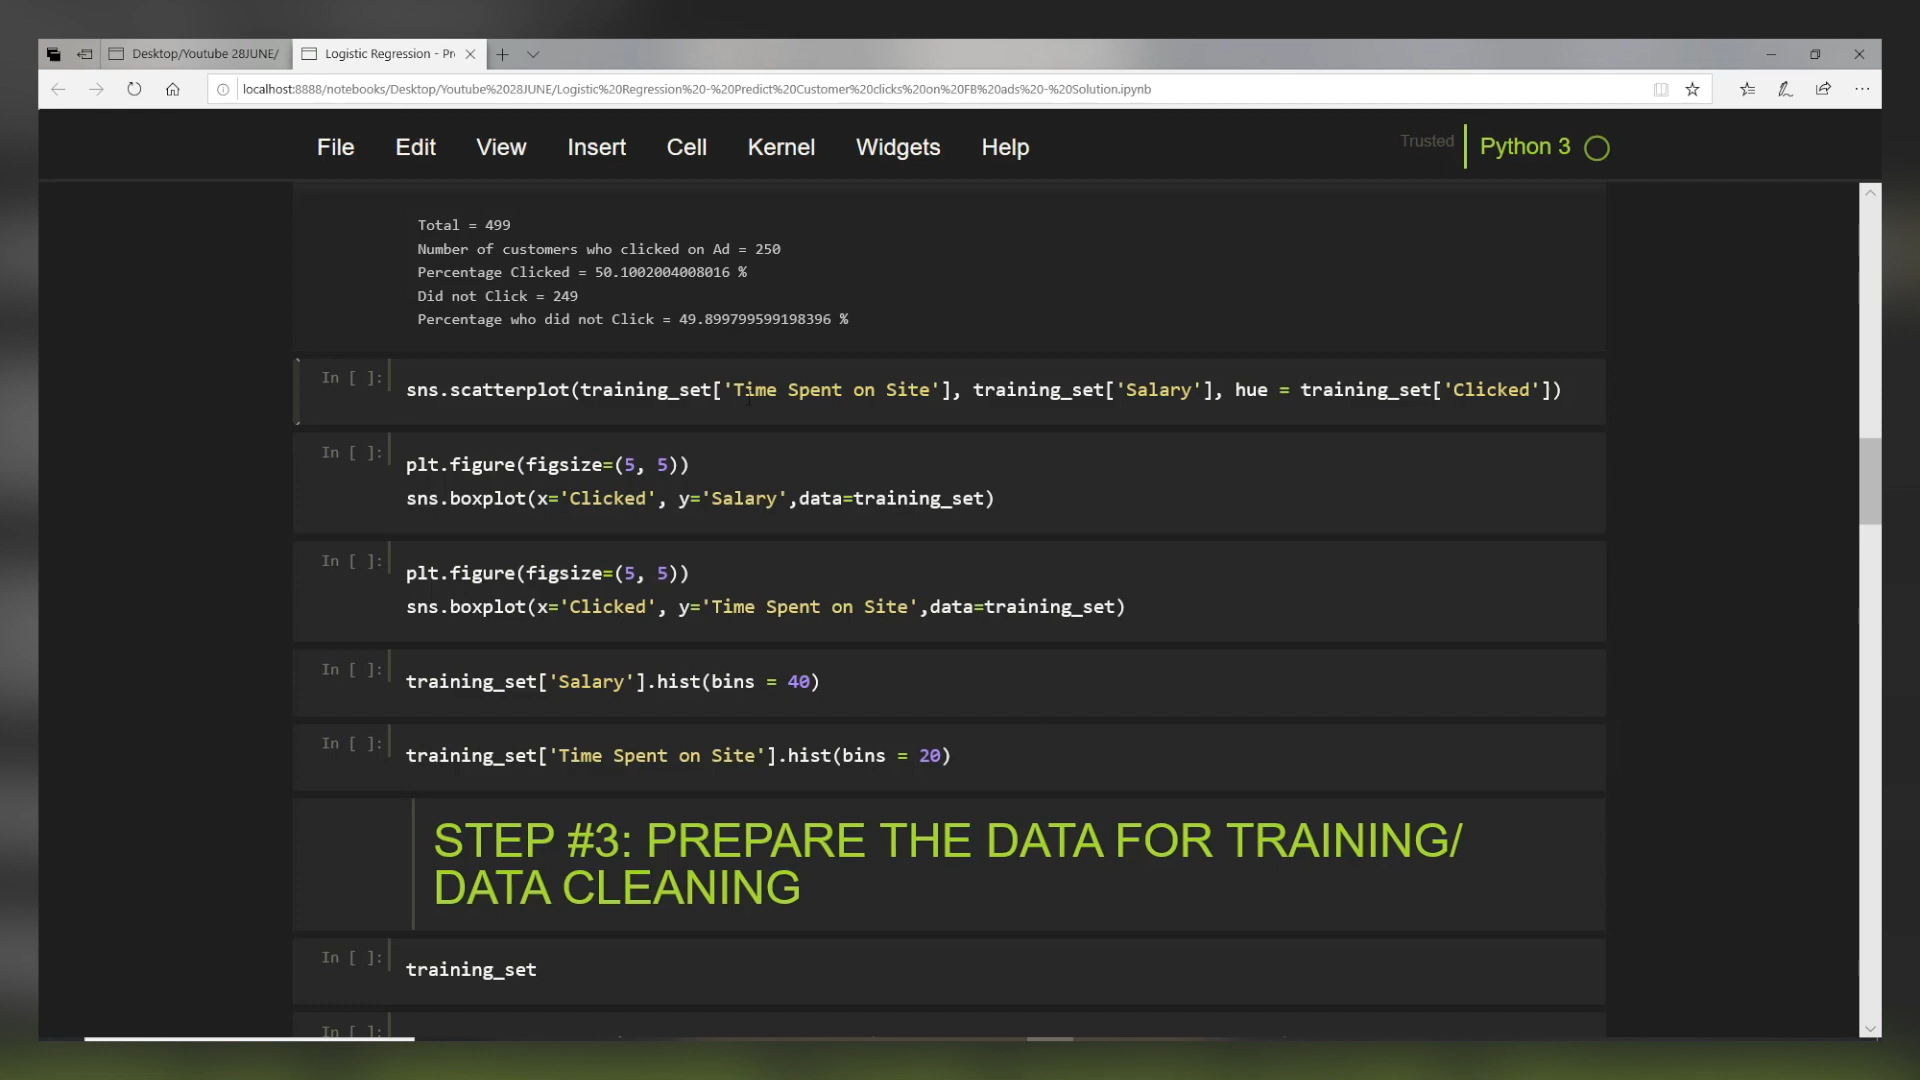 Desktop/Youtube 28JUNE/
Logistic Regression - Pr
localhost:8888/notebooks/Desktop/Youtube%2028JUNE/Logistic%20Regression%20-%20Predict%20Customer%20clicks%20on%20FB%20ads%20-%20Solution.ipynb
File Edit View Insert Cell Kernel Widgets Help
Trusted Python 3
Total = 499
Number of customers who clicked on Ad = 250
Percentage Clicked = 50.1002004008016 %
Did not Click = 249
Percentage who did not Click = 49.899799599198396 %
In [ ]: sns.scatterplot(training_set['Time Spent on Site'], training_set['Salary'], hue = training_set['Clicked'])
In [ ]: plt.figure(figsize=(5, 5))
sns.boxplot(x='Clicked', y='Salary',data=training_set)
In [ ]: plt.figure(figsize=(5, 5))
sns.boxplot(x='Clicked', y='Time Spent on Site',data=training_set)
In [ ]: training_set['Salary'].hist(bins = 40)
In [ ]: training_set['Time Spent on Site'].hist(bins = 20)
STEP #3: PREPARE THE DATA FOR TRAINING/
DATA CLEANING
In [ ]: training_set
In [ ]: